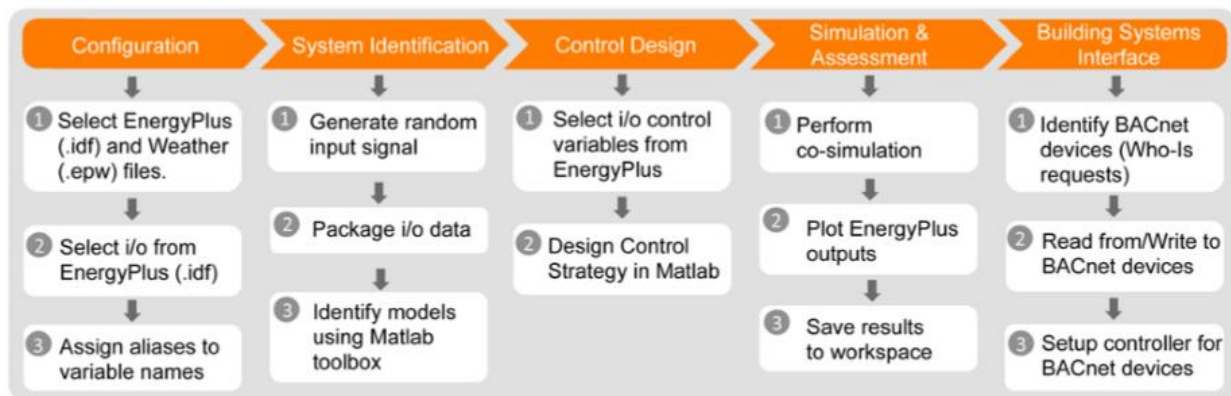 Configuration
System Identification
Control Design
Simulation &
Assessment
Building Systems
Interface
1 Select EnergyPlus
(.idf) and Weather
(.epw) files.
2 Select i/o from
EnergyPlus (.idf)
3 Assign aliases to
variable names
1 Generate random
input signal
2 Package i/o data
3 Identify models
using Matlab
toolbox
1 Select i/o control
variables from
EnergyPlus
2 Design Control
Strategy in Matlab
1 Perform
co-simulation
2 Plot EnergyPlus
outputs
3 Save results
to workspace
1 Identify BACnet
devices (Who-Is
requests)
2 Read from/Write to
BACnet devices
3 Setup controller for
BACnet devices